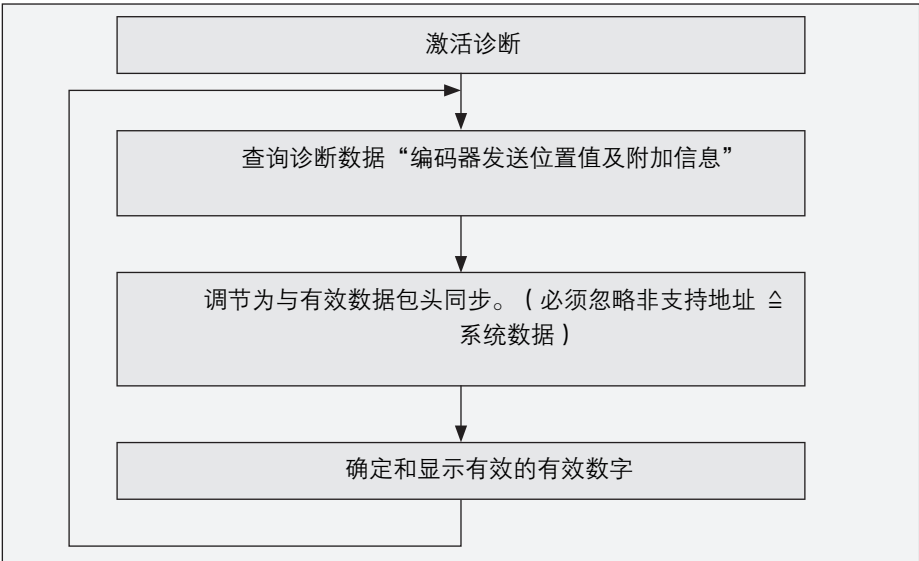 激活诊断
查询诊断数据“编码器发送位置值及附加信息”
调节为与有效数据包头同步。（必须忽略非支持地址 ≙
系统数据）
确定和显示有效的有效数字